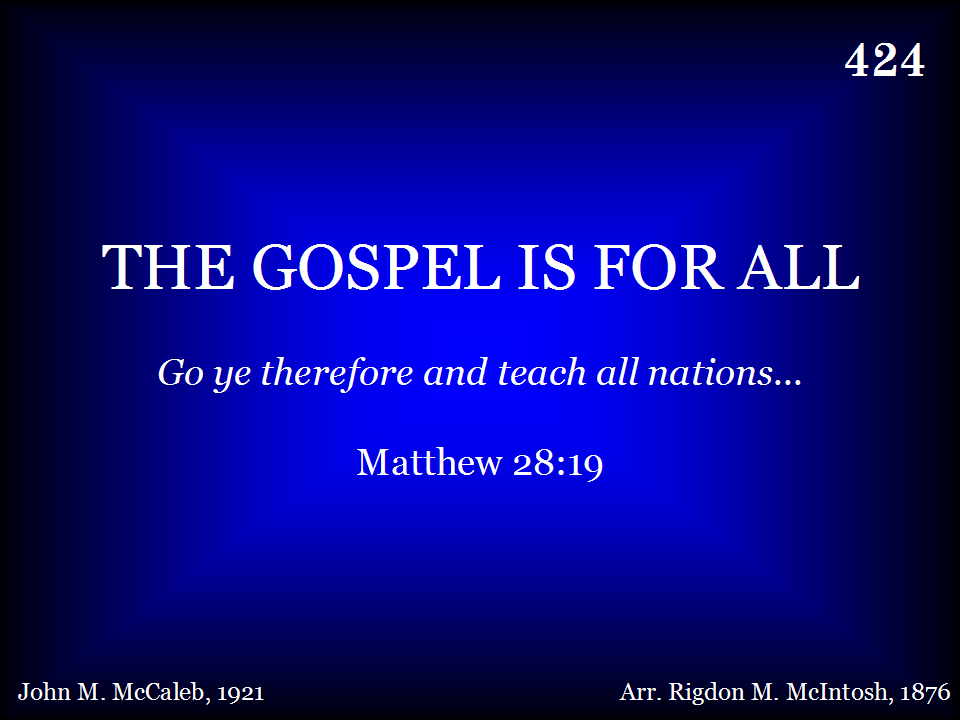 424
THE GOSPEL IS FOR ALL
Go ye therefore and teach all nations...
Matthew 28:19
John M. McCaleb, 1921
Arr. Rigdon M. McIntosh, 1876